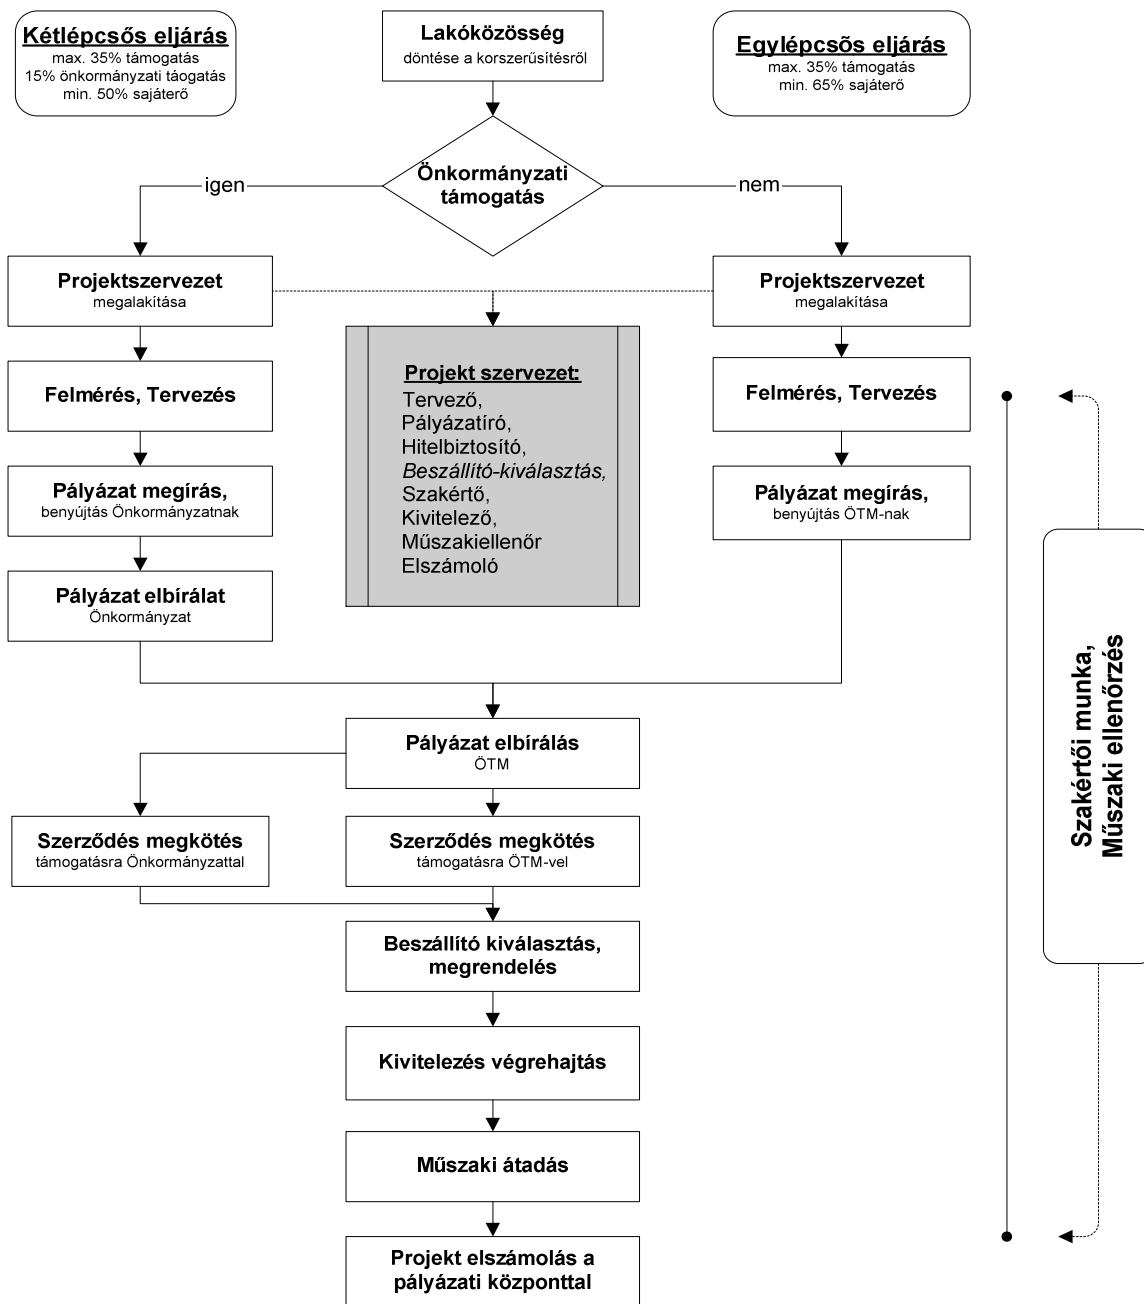 Kétlépcsős eljárás
max. 35% támogatás
15% önkormányzati táogatás
min. 50% sajáterő
Lakóközösség
döntése a korszerűsítésről
Egylépcsõs eljárás
max. 35% támogatás
min. 65% sajáterő
Önkormányzati
támogatás
igen
nem
Projektszervezet
megalakítása
Projektszervezet
megalakítása
Felmérés, Tervezés
Projekt szervezet:
Tervező,
Pályázatíró,
Hitelbiztosító,
Beszállító-kiválasztás,
Szakértő,
Kivitelező,
Műszakiellenőr
Elszámoló
Felmérés, Tervezés
Pályázat megírás,
benyújtás Önkormányzatnak
Pályázat megírás,
benyújtás ÖTM-nak
Pályázat elbírálat
Önkormányzat
Pályázat elbírálás
ÖTM
Szerződés megkötés
támogatásra Önkormányzattal
Szerződés megkötés
támogatásra ÖTM-vel
Beszállító kiválasztás,
megrendelés
Kivitelezés végrehajtás
Műszaki átadás
Projekt elszámolás a
pályázati központtal
Szakértői munka,
Műszaki ellenőrzés